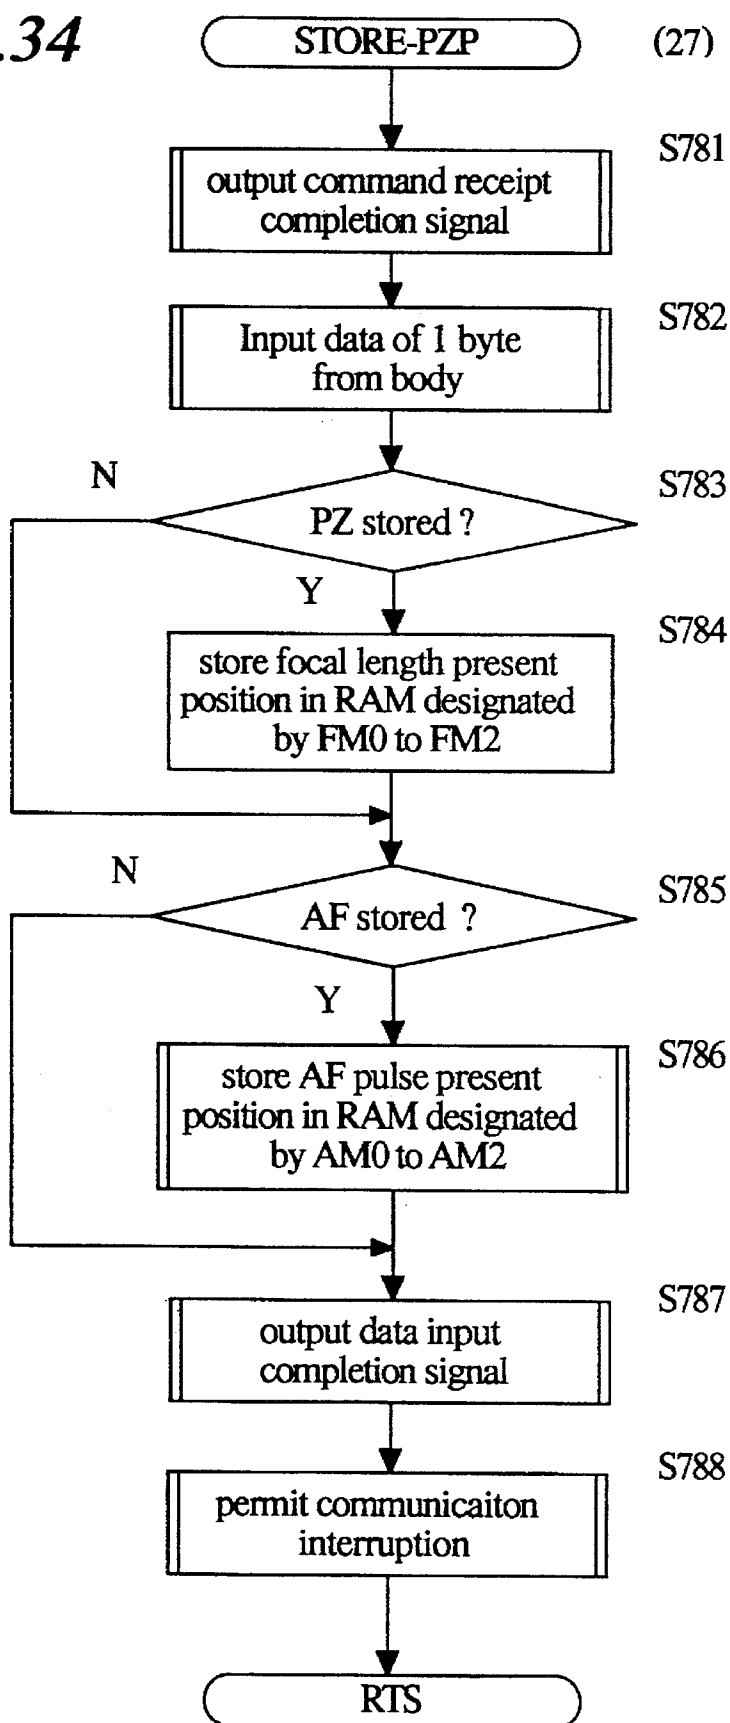 .34
STORE-PZP
(27)
S781
output command receipt
completion signal
S782
Input data of 1 byte
from body
S783
N
PZ stored ?
Y
S784
store focal length present
position in RAM designated
by FM0 to FM2
N
S785
AF stored ?
Y
S786
store AF pulse present
position in RAM designated
by AM0 to AM2
S787
output data input
completion signal
S788
permit communicaiton
interruption
RTS